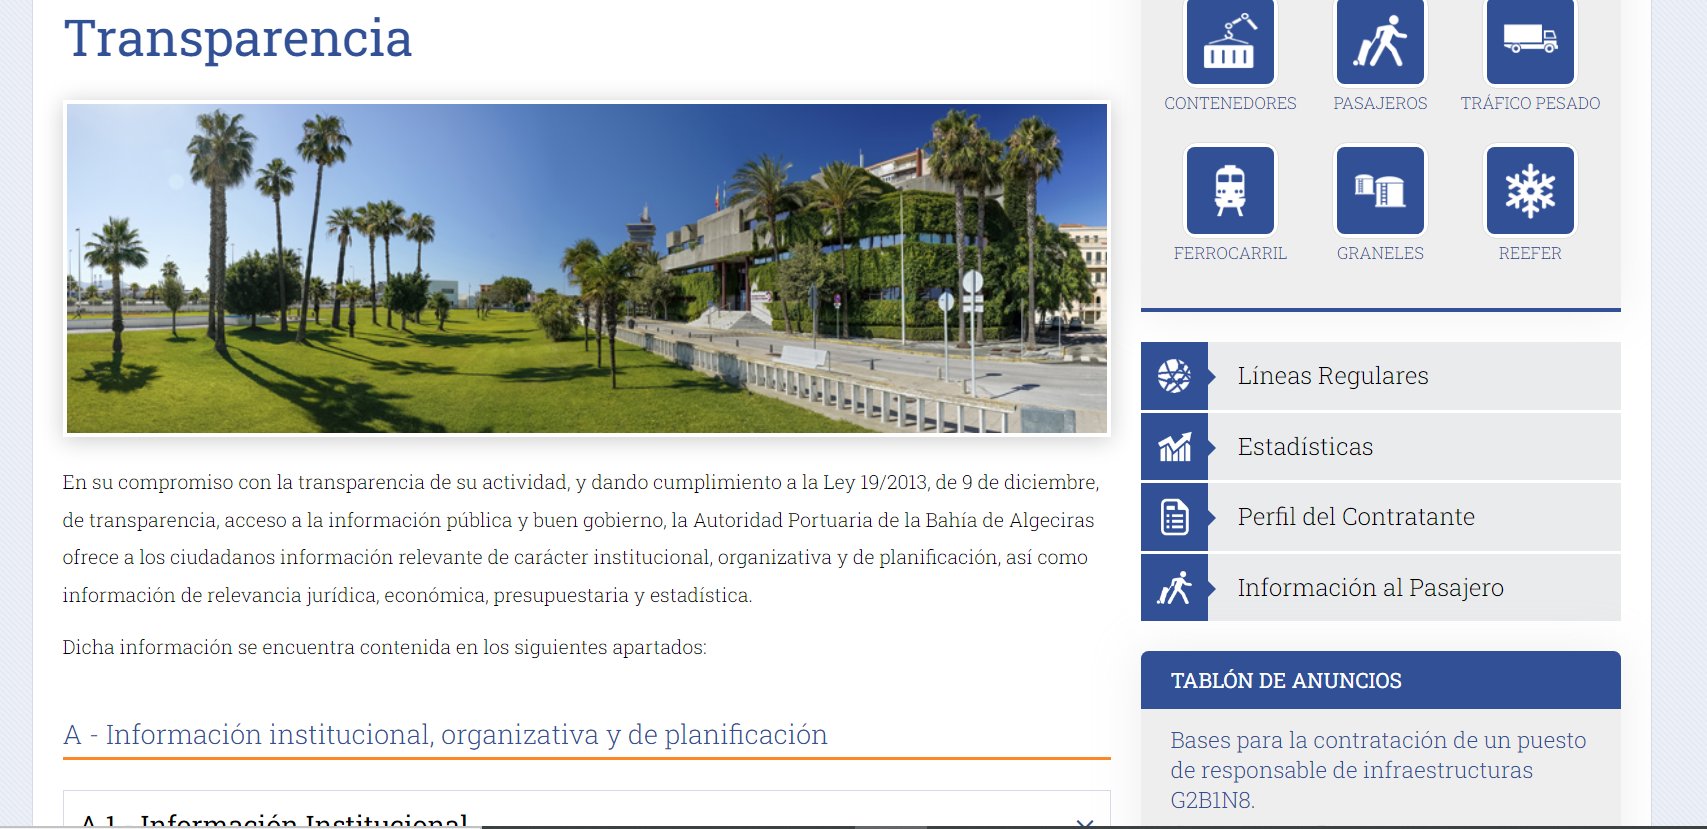 Transparencia
En su compromiso con la transparencia de su actividad, y dando cumplimiento a la Ley 19/2013, de 9 de diciembre,
de transparencia, acceso a la información pública y buen gobierno, la Autoridad Portuaria de la Bahía de Algeciras
ofrece a los ciudadanos información relevante de carácter institucional, organizativa y de planificación, así como
información de relevancia jurídica, económica, presupuestaria y estadística.
Dicha información se encuentra contenida en los siguientes apartados:
A - Información institucional, organizativa y de planificación
A.1 - Información Institucional
CONTENEDORES PASAJEROS TRÁFICO PESADO
FERROCARRIL GRANELES REEFER
Líneas Regulares
Estadísticas
Perfil del Contratante
Información al Pasajero
TABLÓN DE ANUNCIOS
Bases para la contratación de un puesto
de responsable de infraestructuras
G2B1N8.